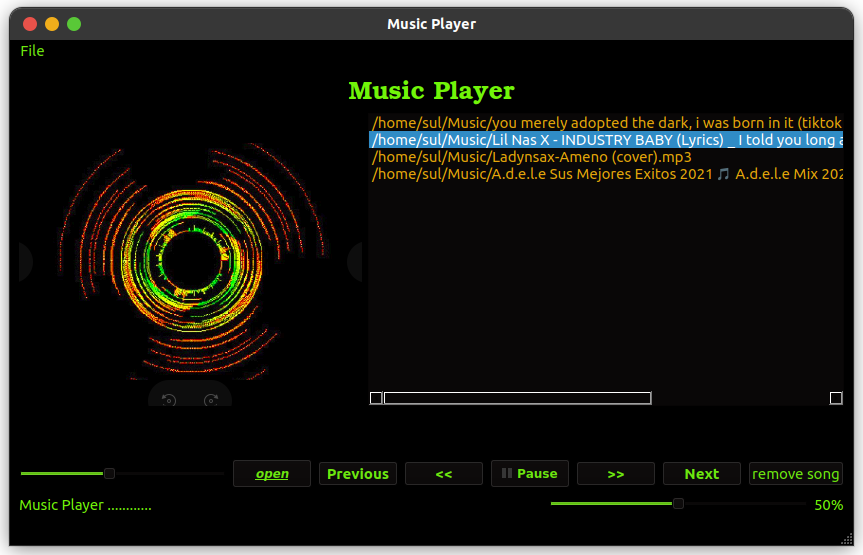 Music Player
File
Music Player
/home/sul/Music/you merely adopted the dark, i was born in it (tiktok
/home/sul/Music/Lil Nas X - INDUSTRY BABY (Lyrics) _ I told you long a
/home/sul/Music/Ladynsax-Ameno (cover).mp3
/home/sul/Music/A.d.e.l.e Sus Mejores Exitos 2021 🎵 A.d.e.l.e Mix 202
open Previous << Pause >> Next remove song
Music Player ............ 50%